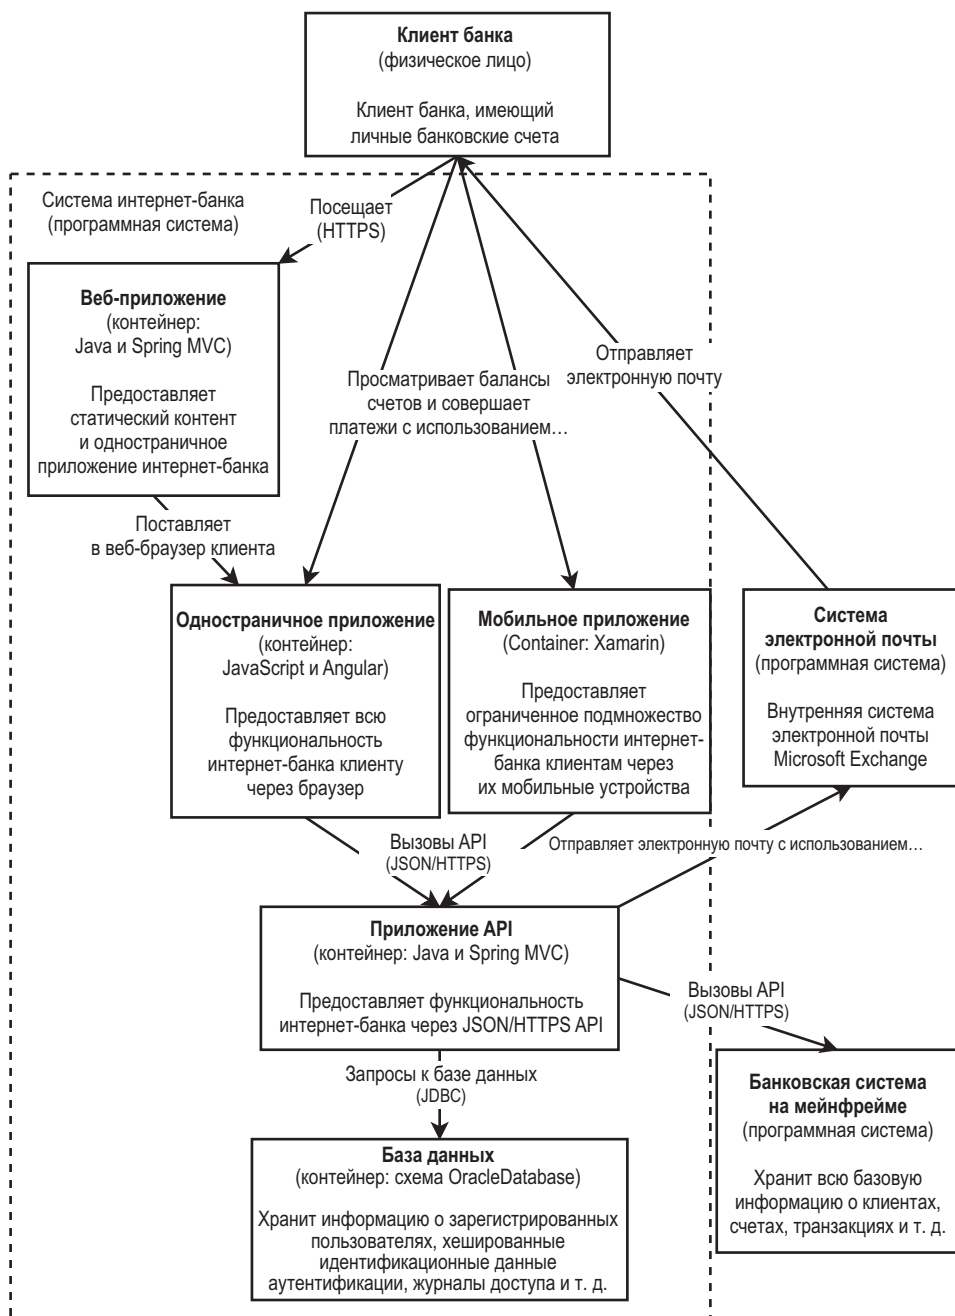 Клиент банка
(физическое лицо)
Клиент банка, имеющий
личные банковские счета
Система интернет-банка
(программная система)
Посещает
(HTTPS)
Веб-приложение
(контейнер:
Java и Spring MVC)
Предоставляет
статический контент
и одностраничное
приложение интернет-банка
Просматривает балансы
счетов и совершает
платежи с использованием…
Отправляет
электронную почту
Поставляет
в веб-браузер клиента
Одностраничное приложение
(контейнер:
JavaScript и Angular)
Предоставляет всю
функциональность
интернет-банка клиенту
через браузер
Мобильное приложение
(Container: Xamarin)
Предоставляет
ограниченное подмножество
функциональности интернет-
банка клиентам через
их мобильные устройства
Система
электронной почты
(программная система)
Внутренняя система
электронной почты
Microsoft Exchange
Вызовы API
(JSON/HTTPS)
Отправляет электронную почту с использованием…
Приложение API
(контейнер: Java и Spring MVC)
Предоставляет функциональность
интернет-банка через JSON/HTTPS API
Вызовы API
(JSON/HTTPS)
Запросы к базе данных
(JDBC)
Банковская система
на мейнфрейме
(программная система)
Хранит всю базовую
информацию о клиентах,
счетах, транзакциях и т. д.
База данных
(контейнер: схема OracleDatabase)
Хранит информацию о зарегистрированных
пользователях, хешированные
идентификационные данные
аутентификации, журналы доступа и т. д.